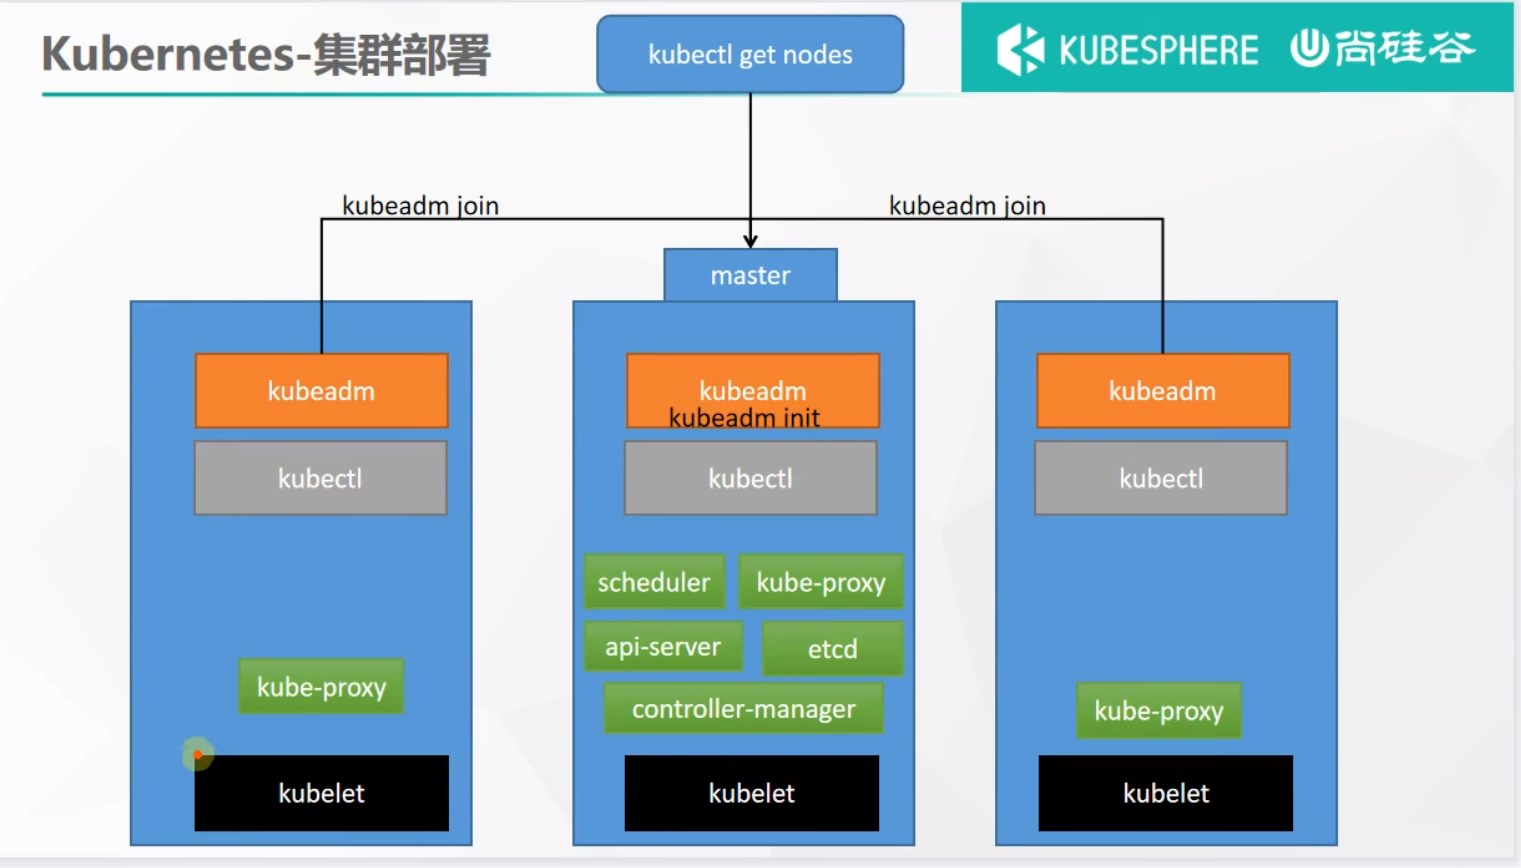 Kubernetes-集群部署
kubectl get nodes
KUBESPHERE
尚硅谷
kubeadm join
kubeadm join
master
kubeadm
kubectl
kube-proxy
kubelet
kubeadm
kubeadm init
kubectl
scheduler
kube-proxy
api-server
etcd
controller-manager
kubelet
kubeadm
kubectl
kube-proxy
kubelet